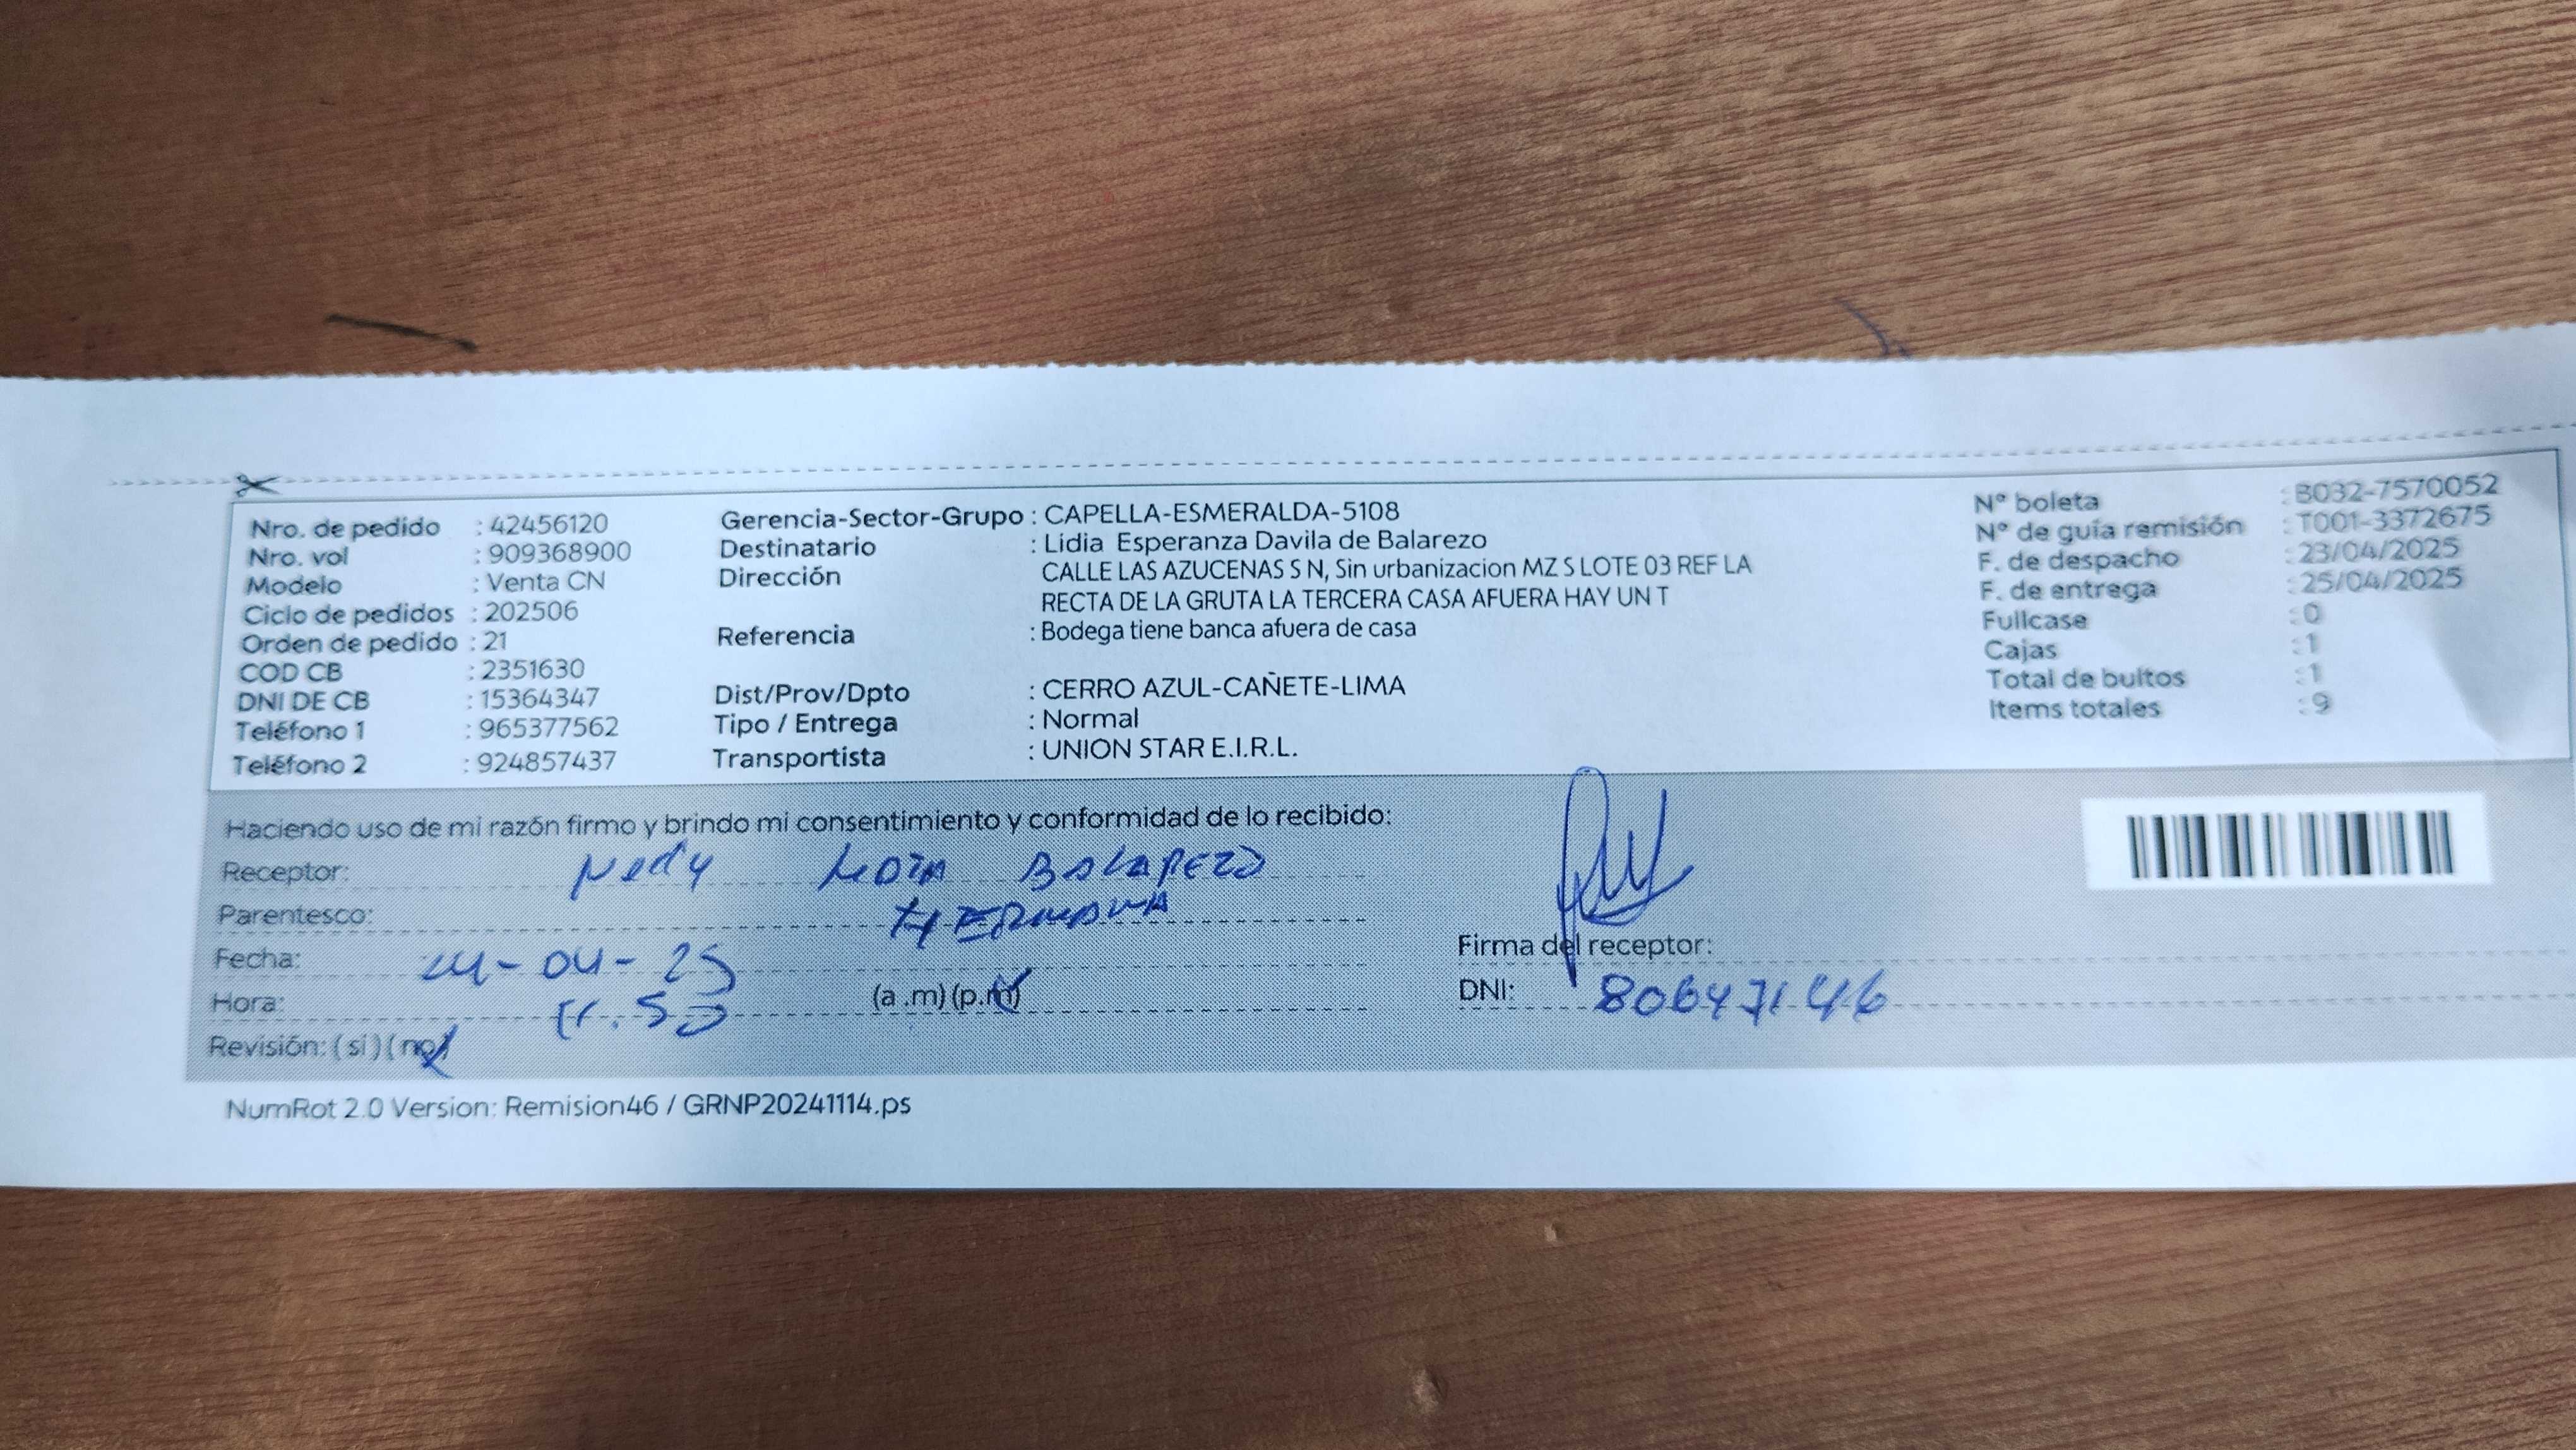 Nro. de pedido : 42456120
Nro. vol : 909368900
Modelo : Venta CN
Ciclo de pedidos : 202506
Orden de pedido : 21
COD CB : 2351630
DNI DE CB : 15364347
Teléfono 1 : 965377562
Teléfono 2 : 924857437
Gerencia-Sector-Grupo : CAPELLA-ESMERALDA-5108
Destinatario : Lidia Esperanza Davila de Balarezo
Dirección CALLE LAS AZUCENAS S N, Sin urbanizacion MZ S LOTE 03 REF LA
RECTA DE LA GRUTA LA TERCERA CASA AFUERA HAY UN T
Referencia : Bodega tiene banca afuera de casa
Dist/Prov/Dpto : CERRO AZUL-CAÑETE-LIMA
Tipo / Entrega : Normal
Transportista : UNION STAR E.I.R.L.
N° boleta : B032-7570052
N° de guía remisión : T001-3372675
F. de despacho : 23/04/2025
F. de entrega : 25/04/2025
Fullcase : 0
Cajas : 1
Total de bultos : 1
Items totales : 9
Haciendo uso de mi razón firmo y brindo mi consentimiento y conformidad de lo recibido:
Receptor: Nedy BALAREZO
Parentesco: HERMANA
Fecha: 24-04-25
Hora: (a .m) (p.m)
Revisión: ( si ) ( no )
Firma del receptor:
DNI: 80647146
NumRot 2.0 Version: Remision46 / GRNP20241114.ps